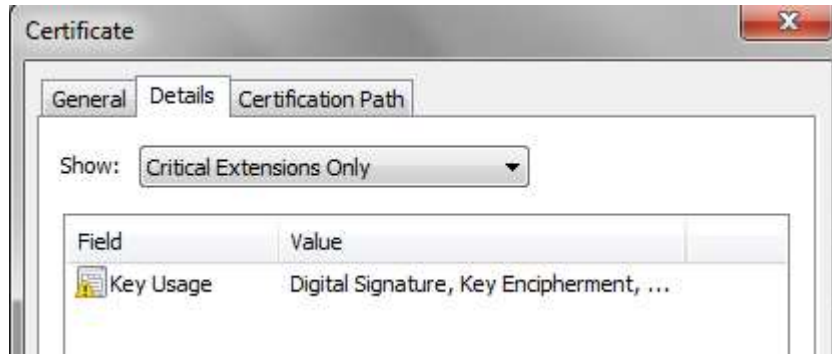 Certificate
General Details Certification Path
Show: Critical Extensions Only
Field Value
Key Usage Digital Signature, Key Encipherment, ...